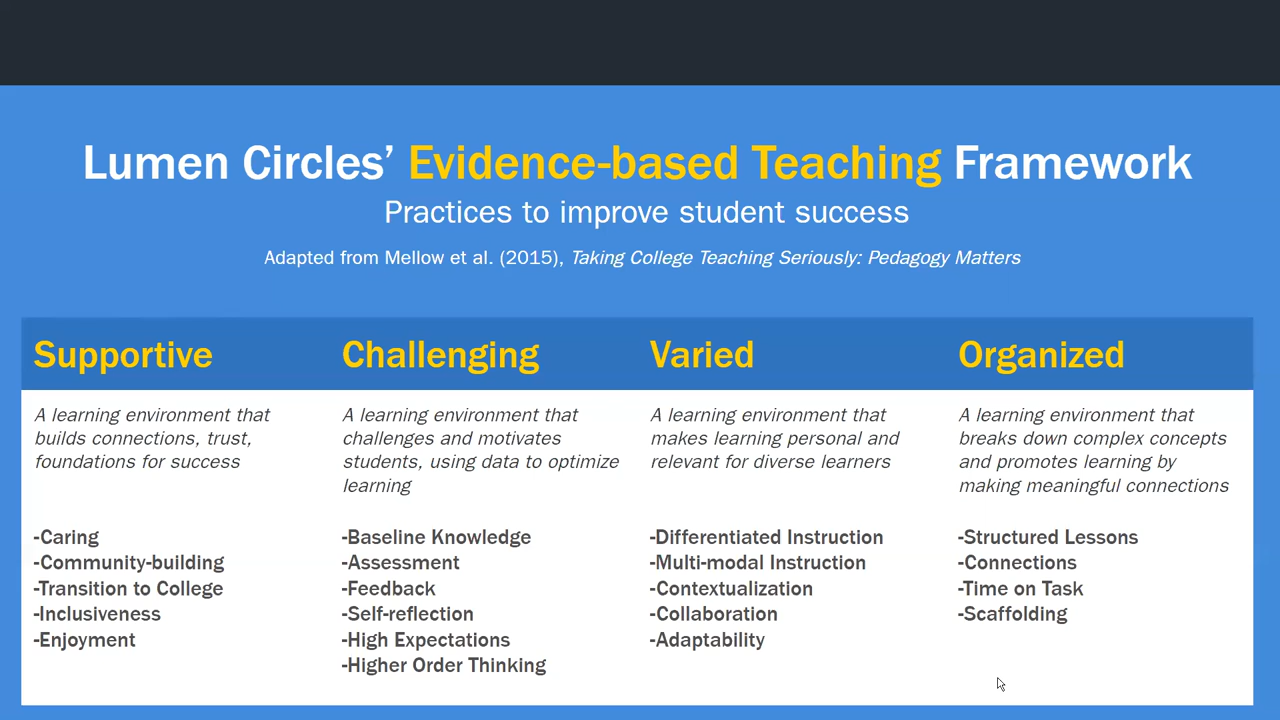 Lumen Circles’ Evidence-based Teaching Framework
Practices to improve student success
Adapted from Mellow et al. (2015), Taking College Teaching Seriously: Pedagogy Matters
Supportive
A learning environment that
builds connections, trust,
foundations for success
-Caring
-Community-building
-Transition to College
-Inclusiveness
-Enjoyment
Challenging
A learning environment that
challenges and motivates
students, using data to optimize
learning
-Baseline Knowledge
-Assessment
-Feedback
-Self-reflection
-High Expectations
-Higher Order Thinking
Varied
A learning environment that
makes learning personal and
relevant for diverse learners
-Differentiated Instruction
-Multi-modal Instruction
-Contextualization
-Collaboration
-Adaptability
Organized
A learning environment that
breaks down complex concepts
and promotes learning by
making meaningful connections
-Structured Lessons
-Connections
-Time on Task
-Scaffolding